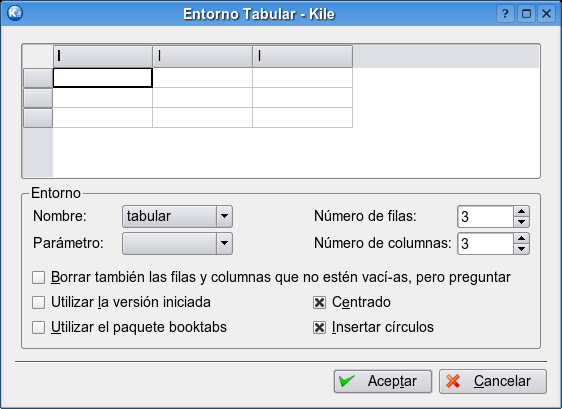 Entorno Tabular - Kile
l l l
Entorno
Nombre: tabular Número de filas: 3
Parámetro: Número de columnas: 3
Borrar también las filas y columnas que no estén vací-as, pero preguntar
Utilizar la versión iniciada Centrado
Utilizar el paquete booktabs Insertar círculos
Aceptar Cancelar